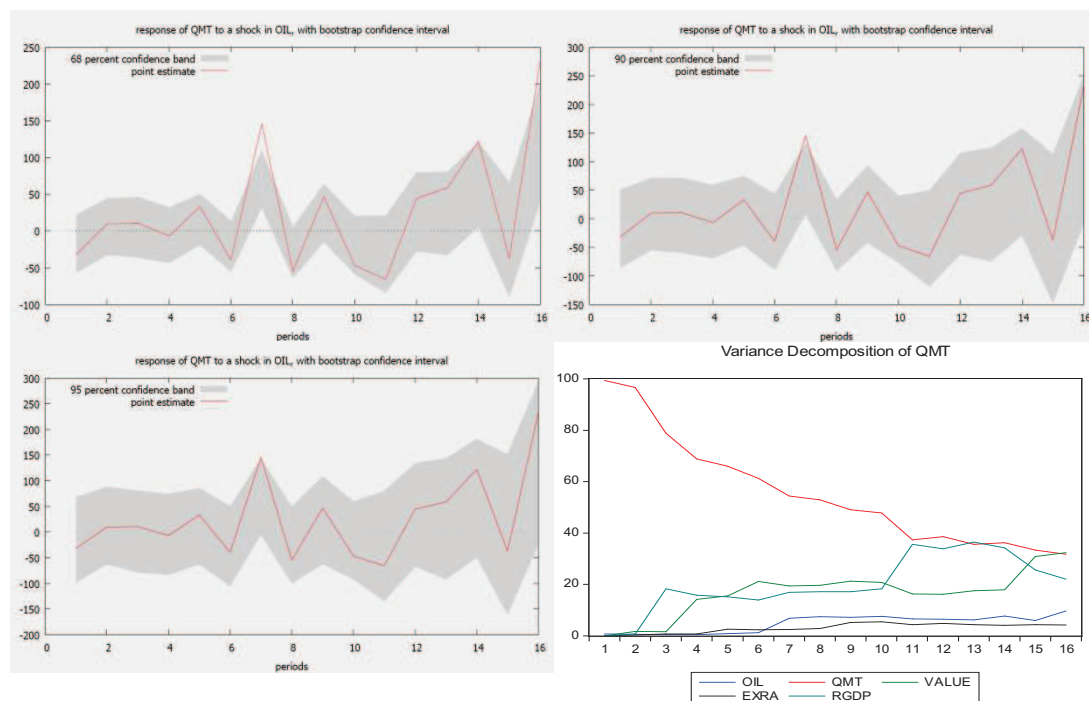 response of QMT to a shock in OIL, with bootstrap confidence interval
250
200
150
100
50
0
-50
-100
68 percent confidence band
point estimate
0 2 4 6 8 10 12 14 16
periods
response of QMT to a shock in OIL, with bootstrap confidence interval
300
250
200
150
100
50
0
-50
-100
-150
90 percent confidence band
point estimate
0 2 4 6 8 10 12 14 16
periods
response of QMT to a shock in OIL, with bootstrap confidence interval
300
250
200
150
100
50
0
-50
-100
-150
-200
95 percent confidence band
point estimate
0 2 4 6 8 10 12 14 16
periods
Variance Decomposition of QMT
100
80
60
40
20
0
1 2 3 4 5 6 7 8 9 10 11 12 13 14 15 16
OIL QMT VALUE
EXRA RGDP